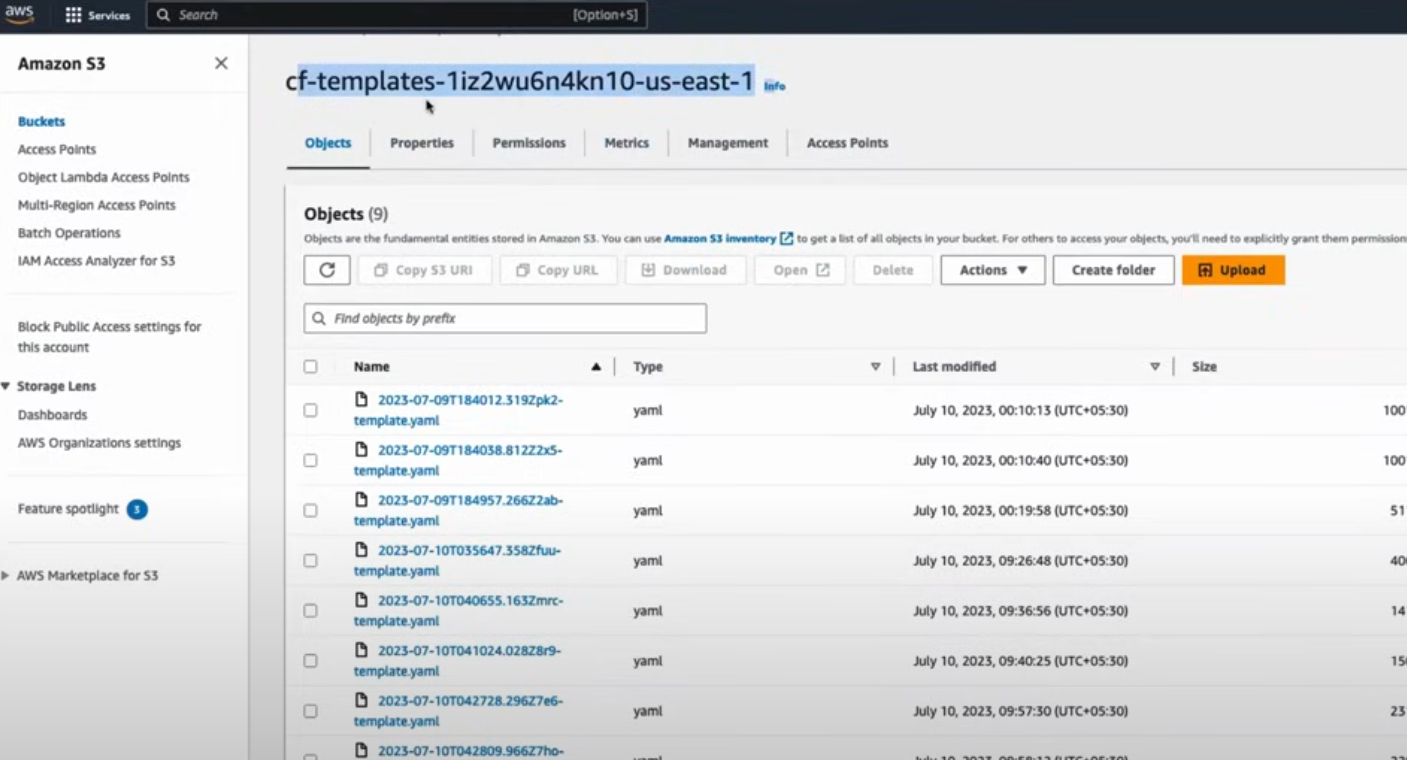 aws
Services
Search
[Option+S]
Amazon S3
Buckets
Access Points
Object Lambda Access Points
Multi-Region Access Points
Batch Operations
IAM Access Analyzer for S3
Block Public Access settings for
this account
Storage Lens
Dashboards
AWS Organizations settings
Feature spotlight 3
AWS Marketplace for S3
cf-templates-1iz2wu6n4kn10-us-east-1 Info
Objects Properties Permissions Metrics Management Access Points
Objects (9)
Objects are the fundamental entities stored in Amazon S3. You can use Amazon S3 inventory to get a list of all objects in your bucket. For others to access your objects, you'll need to explicitly grant them
Copy S3 URI Copy URL Download Open Delete Actions Create folder Upload
Find objects by prefix
Name Type Last modified Size
2023-07-09T184012.319Zpk2-
template.yaml
yaml July 10, 2023, 00:10:13 (UTC+05:30)
2023-07-09T184038.812Z2x5-
template.yaml
yaml July 10, 2023, 00:10:40 (UTC+05:30)
2023-07-09T184957.266Z2ab-
template.yaml
yaml July 10, 2023, 00:19:58 (UTC+05:30)
2023-07-10T035647.358Zfuu-
template.yaml
yaml July 10, 2023, 09:26:48 (UTC+05:30)
2023-07-10T040655.163Zmrc-
template.yaml
yaml July 10, 2023, 09:36:56 (UTC+05:30)
2023-07-10T041024.028Z8r9-
template.yaml
yaml July 10, 2023, 09:40:25 (UTC+05:30)
2023-07-10T042728.296Z7e6-
template.yaml
yaml July 10, 2023, 09:57:30 (UTC+05:30)
2023-07-10T042809.966Z7ho-